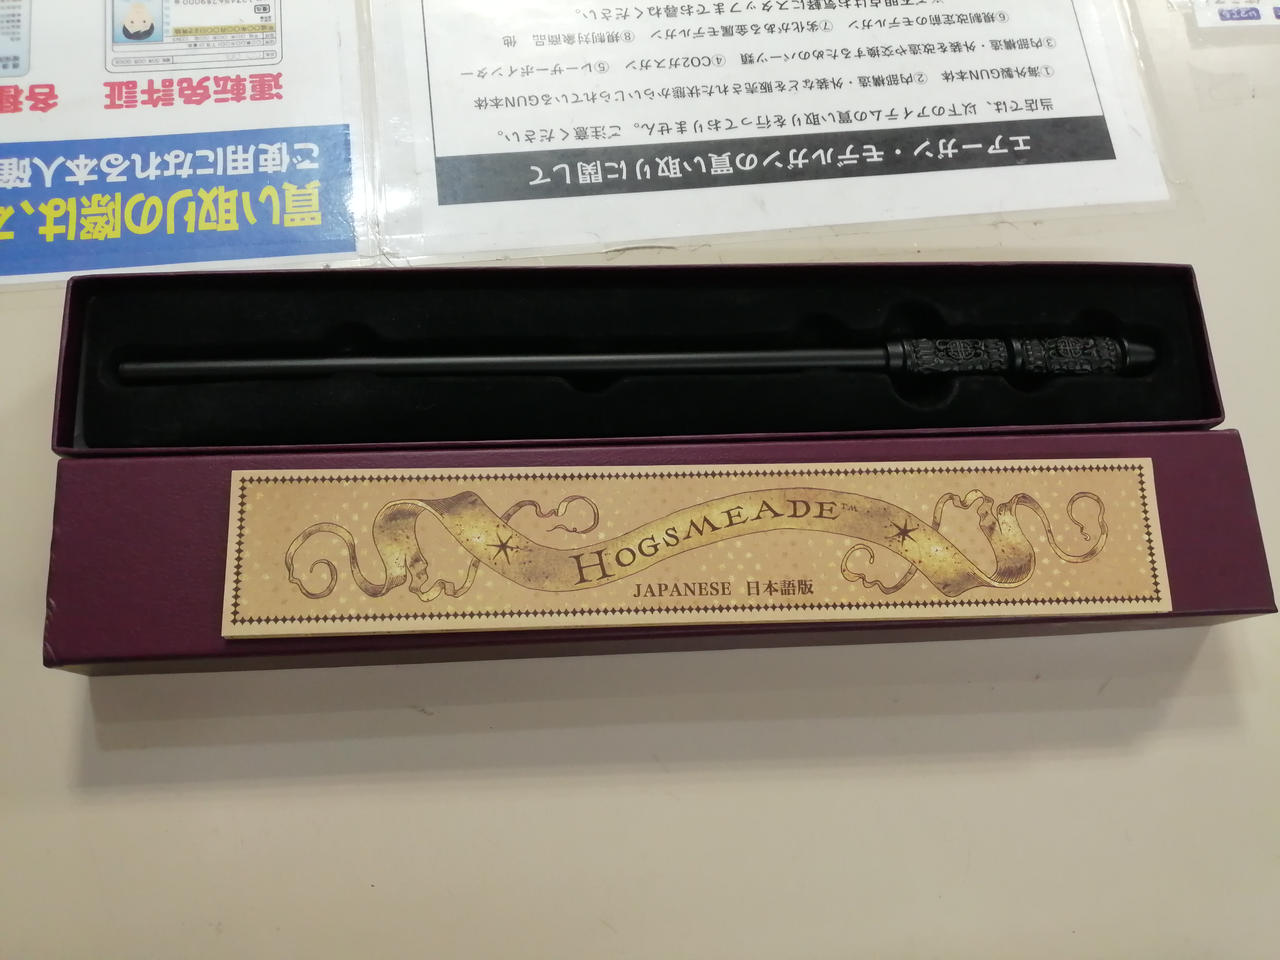 エアーガン・モデルガンの買い取りに関して
当店では、以下のアイテムの買い取りを行っておりません。ご注意ください。
①海外製GUN本体 ②内部構造・外装などを販売された状態からいじられているGUN本体
③内部構造・外装を改造や交換するためのパーツ類 ④CO2ガスガン ⑤レーザーポインター
⑥規制改定前のモデルガン ⑦劣化がある金属モデルガン ⑧規制対象商品 他
買い取りの際は、
ご使用になれる本人確
運転免許証
各種
HOGSMEADE™
JAPANESE 日本語版